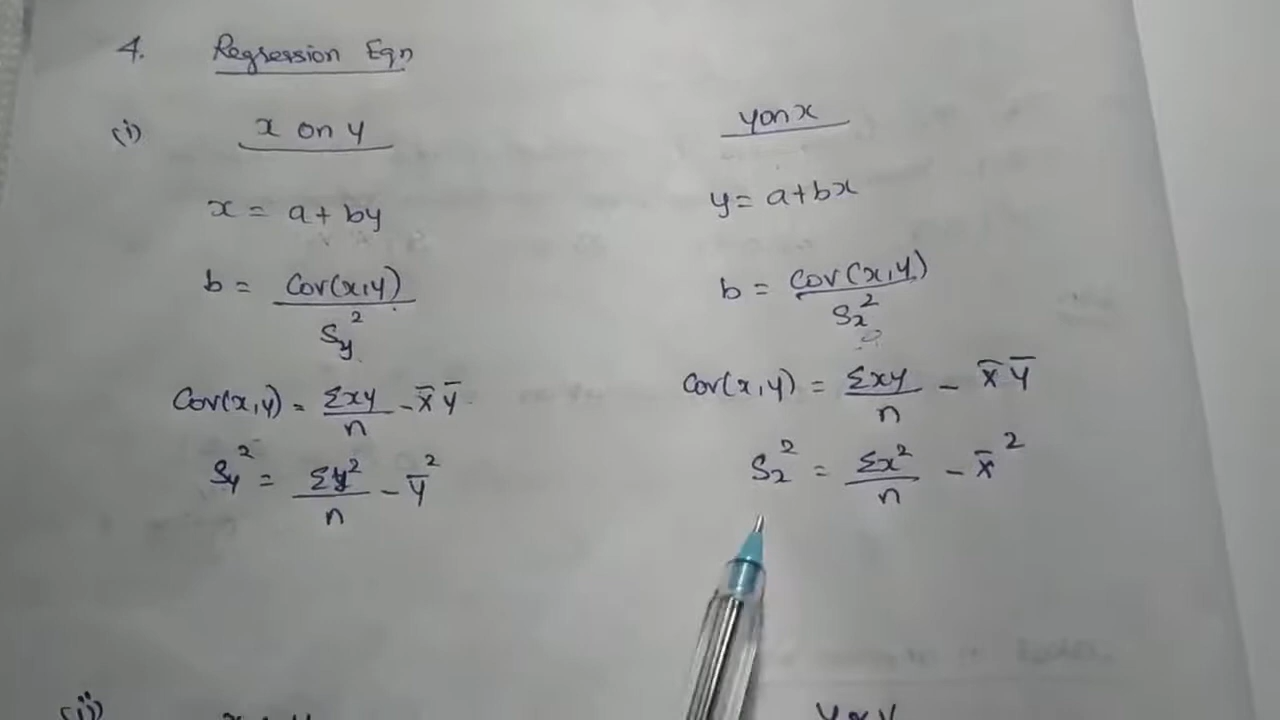 4. Regression Eqn
(i) x on y
x = a + by
b = Cov(x,y) / Sy²
Cov(x,y) = Σxy / n - x̄ ȳ
Sy² = Σy² / n - ȳ²
y on x
y = a + bx
b = Cov(x,y) / Sx²
Cov(x,y) = Σxy / n - x̄ ȳ
Sx² = Σx² / n - x̄²
(ii)